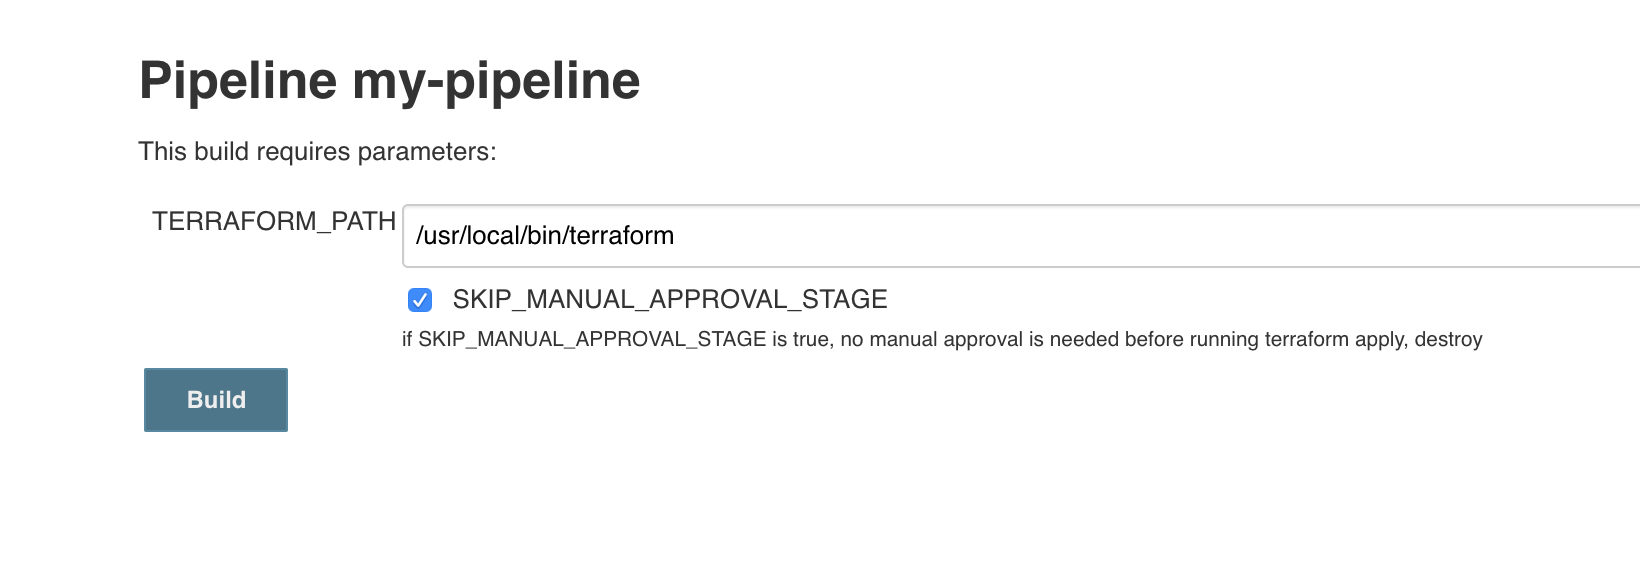 Pipeline my-pipeline
This build requires parameters:
TERRAFORM_PATH /usr/local/bin/terraform
SKIP_MANUAL_APPROVAL_STAGE
if SKIP_MANUAL_APPROVAL_STAGE is true, no manual approval is needed before running terraform apply, destroy
Build